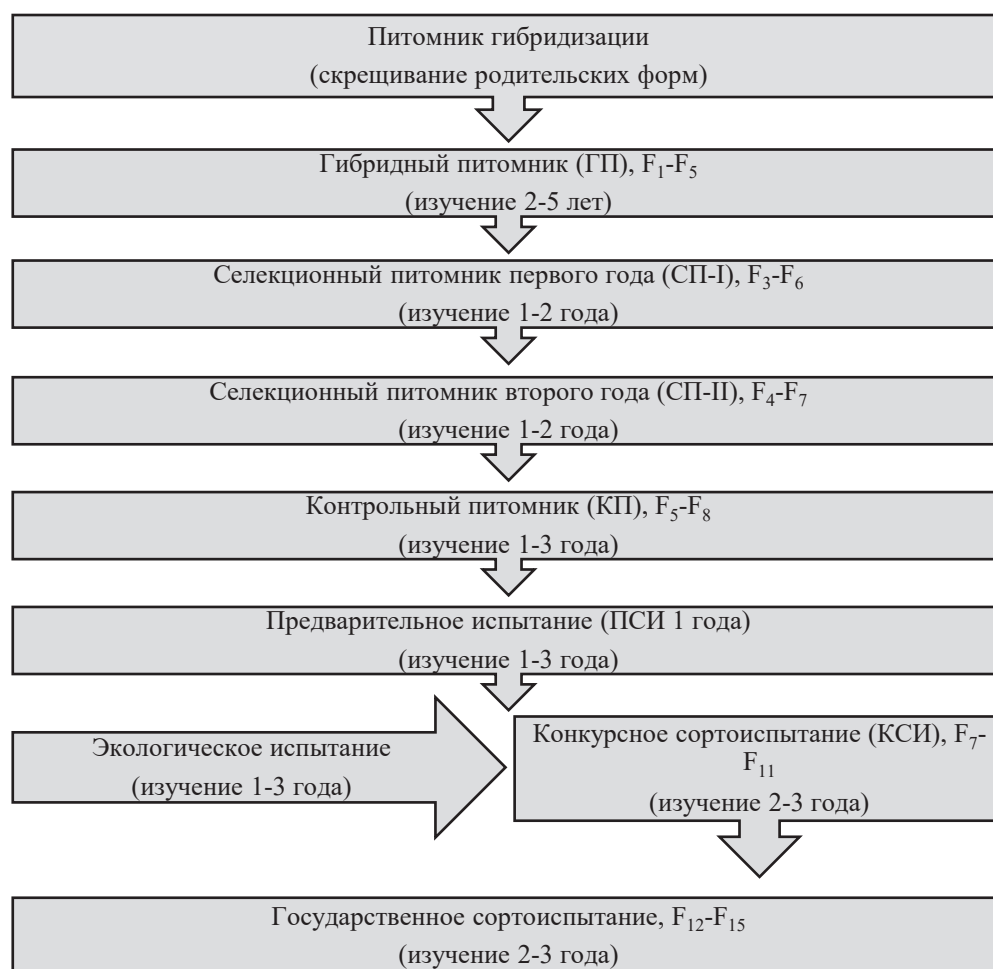 Питомник гибридизации
(скрещивание родительских форм)
Гибридный питомник (ГП), F₁-F₅
(изучение 2-5 лет)
Селекционный питомник первого года (СП-I), F₃-F₆
(изучение 1-2 года)
Селекционный питомник второго года (СП-II), F₄-F₇
(изучение 1-2 года)
Контрольный питомник (КП), F₅-F₈
(изучение 1-3 года)
Предварительное испытание (ПСИ 1 года)
(изучение 1-3 года)
Экологическое испытание
(изучение 1-3 года)
Конкурсное сортоиспытание (КСИ), F₇-
F₁₁
(изучение 2-3 года)
Государственное сортоиспытание, F₁₂-F₁₅
(изучение 2-3 года)